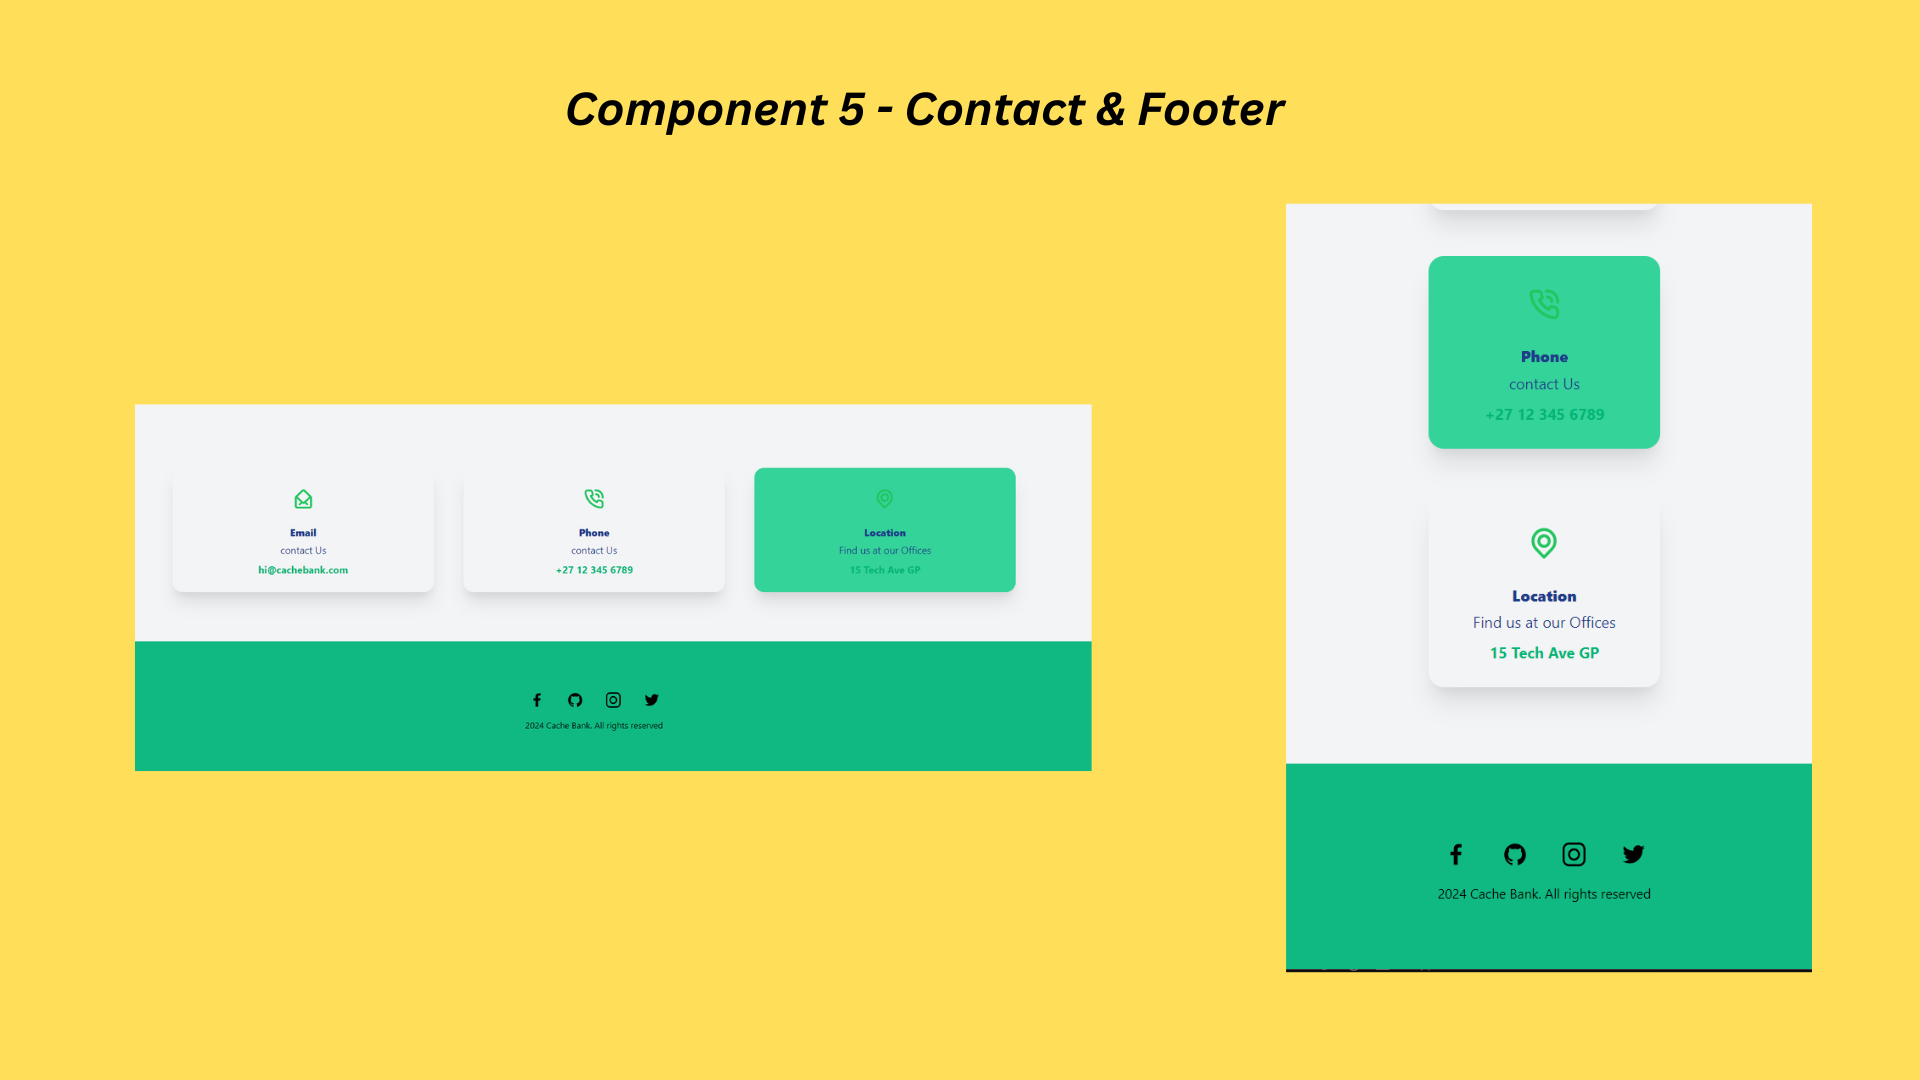 Component 5 - Contact & Footer
Email
contact Us
hi@cachebank.com
Phone
contact Us
+27 12 345 6789
Location
Find us at our Offices
15 Tech Ave GP
2024 Cache Bank. All rights reserved
Phone
contact Us
+27 12 345 6789
Location
Find us at our Offices
15 Tech Ave GP
2024 Cache Bank. All rights reserved